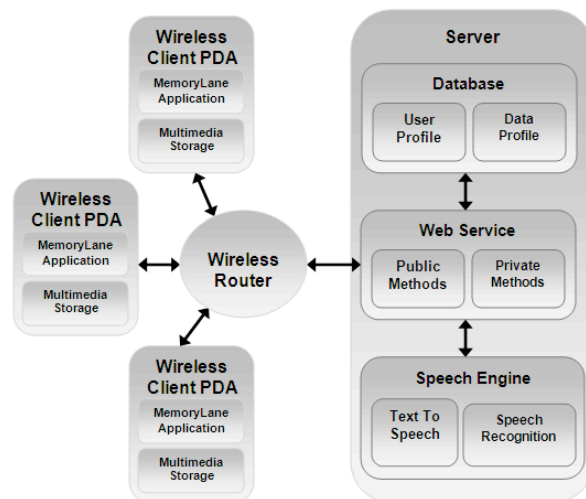 Wireless
Client PDA
MemoryLane
Application
Multimedia
Storage
Wireless
Client PDA
MemoryLane
Application
Multimedia
Storage
Wireless
Client PDA
MemoryLane
Application
Multimedia
Storage
Wireless
Router
Server
Database
User
Profile
Data
Profile
Web Service
Public
Methods
Private
Methods
Speech Engine
Text To
Speech
Speech
Recognition